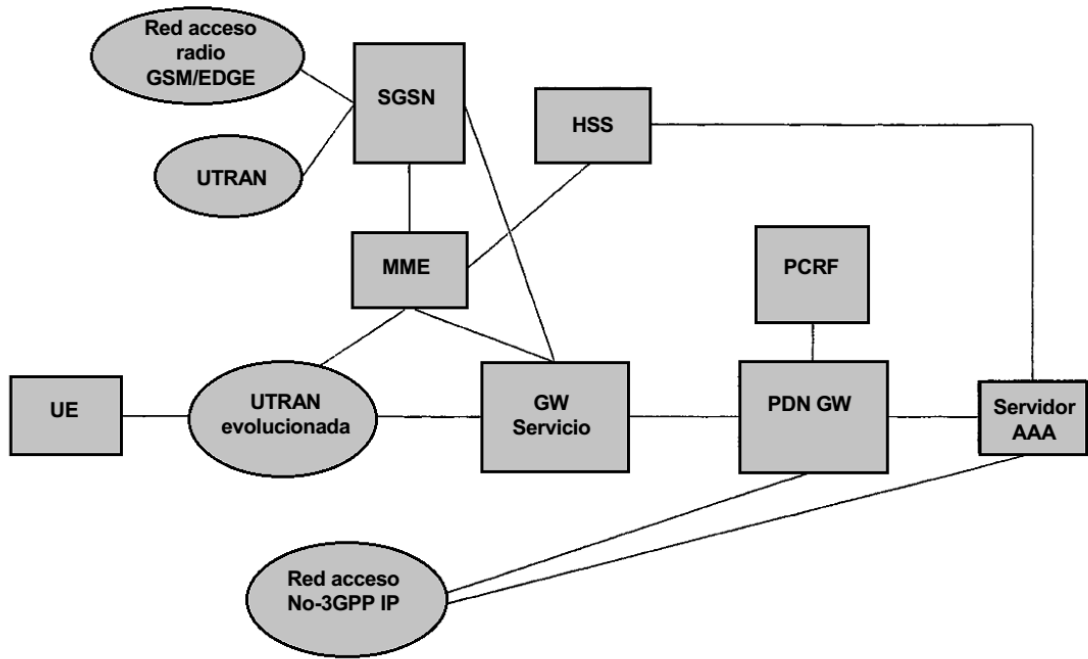 Red acceso
radio
GSM/EDGE
SGSN
HSS
UTRAN
MME
PCRF
UE
UTRAN
evolucionada
GW
Servicio
PDN GW
Servidor
AAA
Red acceso
No-3GPP IP